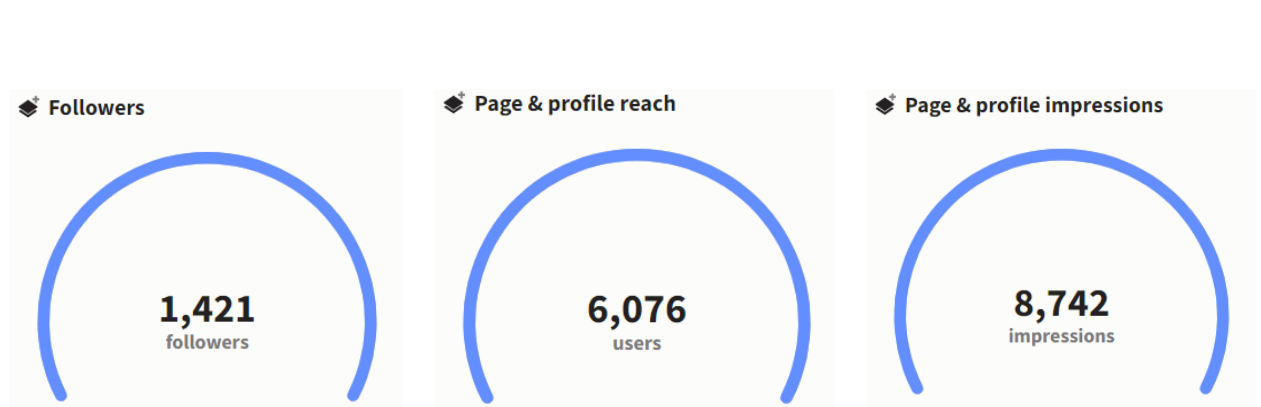 Followers
1,421
followers
Page & profile reach
6,076
users
Page & profile impressions
8,742
impressions